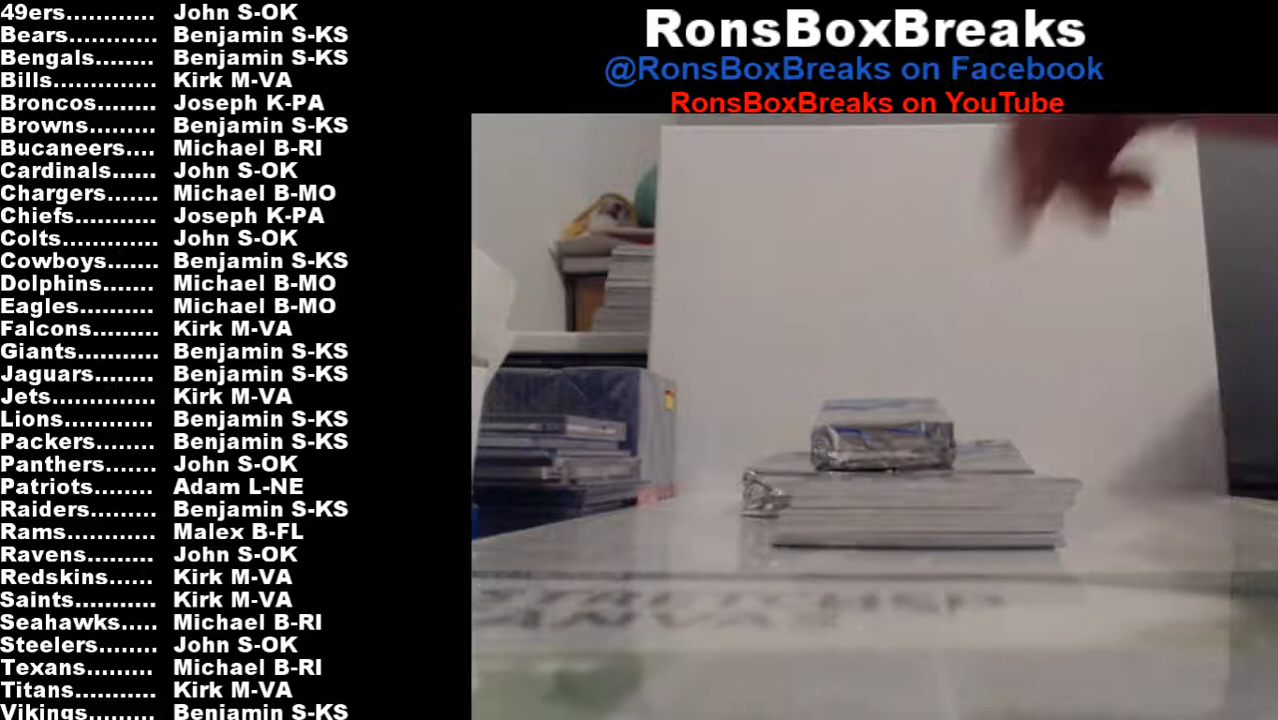 49ers............ John S-OK
Bears............ Benjamin S-KS
Bengals........ Benjamin S-KS
Bills............. Kirk M-VA
Broncos........ Joseph K-PA
Browns......... Benjamin S-KS
Bucaneers.... Michael B-RI
Cardinals...... John S-OK
Chargers....... Michael B-MO
Chiefs........... Joseph K-PA
Colts............. John S-OK
Cowboys....... Benjamin S-KS
Dolphins....... Michael B-MO
Eagles.......... Michael B-MO
Falcons......... Kirk M-VA
Giants........... Benjamin S-KS
Jaguars........ Benjamin S-KS
Jets.............. Kirk M-VA
Lions............ Benjamin S-KS
Packers........ Benjamin S-KS
Panthers....... John S-OK
Patriots........ Adam L-NE
Raiders......... Benjamin S-KS
Rams............ Malex B-FL
Ravens......... John S-OK
Redskins...... Kirk M-VA
Saints........... Kirk M-VA
Seahawks..... Michael B-RI
Steelers........ John S-OK
Texans......... Michael B-RI
Titans........... Kirk M-VA
Vikings......... Benjamin S-KS
RonsBoxBreaks
@RonsBoxBreaks on Facebook
RonsBoxBreaks on YouTube